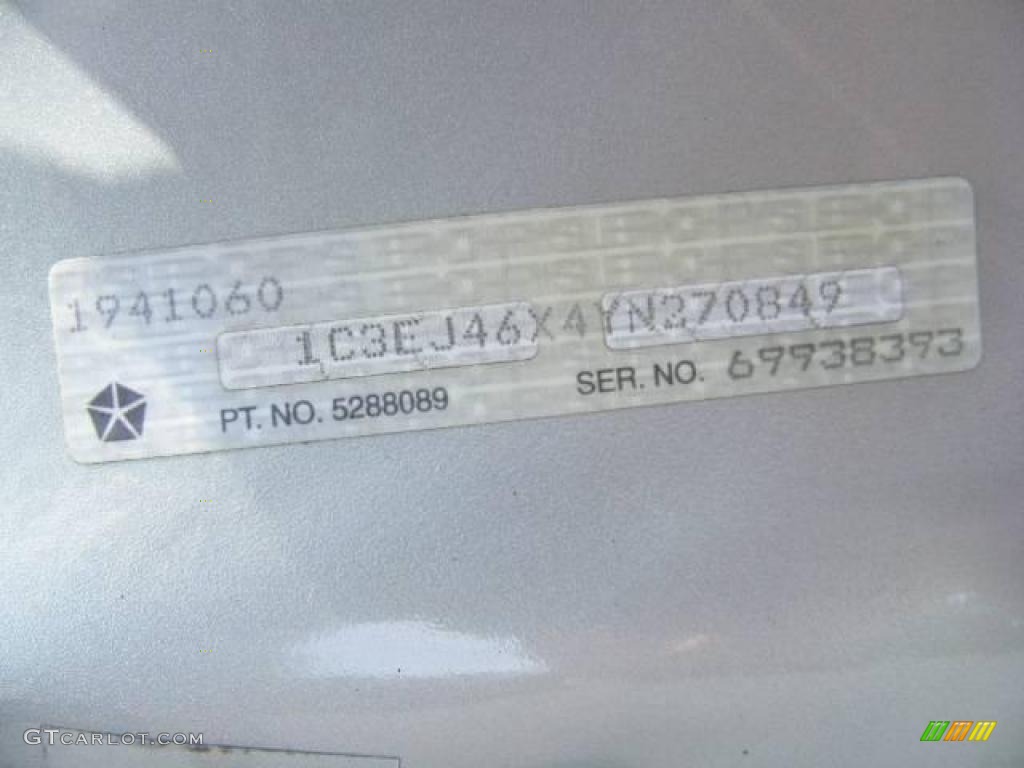 1941060
1C3EJ46X4YN270849
PT. NO. 5288089
SER. NO. 69938393
GTCARLOT.COM